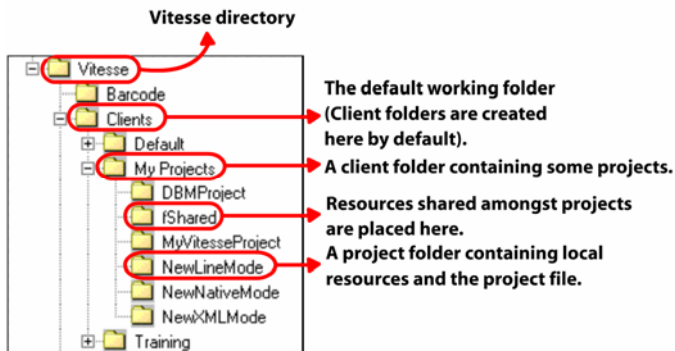 Vitesse directory
Vitesse
Barcode
Clients
Default
My Projects
DBMProject
fShared
MyVitesseProject
NewLineMode
NewNativeMode
NewXMLMode
Training
The default working folder
(Client folders are created
here by default).
A client folder containing some projects.
Resources shared amongst projects
are placed here.
A project folder containing local
resources and the project file.